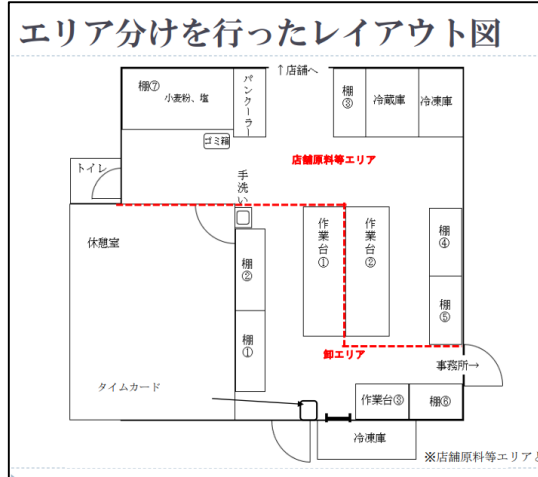 エリア分けを行ったレイアウト図
↑店舗へ
棚⑦
小麦粉、塩
パンクーラー
棚③
冷蔵庫
冷凍庫
ゴミ箱
店舗原料等エリア
トイレ
手洗い
休憩室
作業台①
作業台②
棚④
棚②
棚⑤
棚①
卸エリア
事務所→
タイムカード
作業台③
棚⑥
冷凍庫
※店舗原料等エリアと